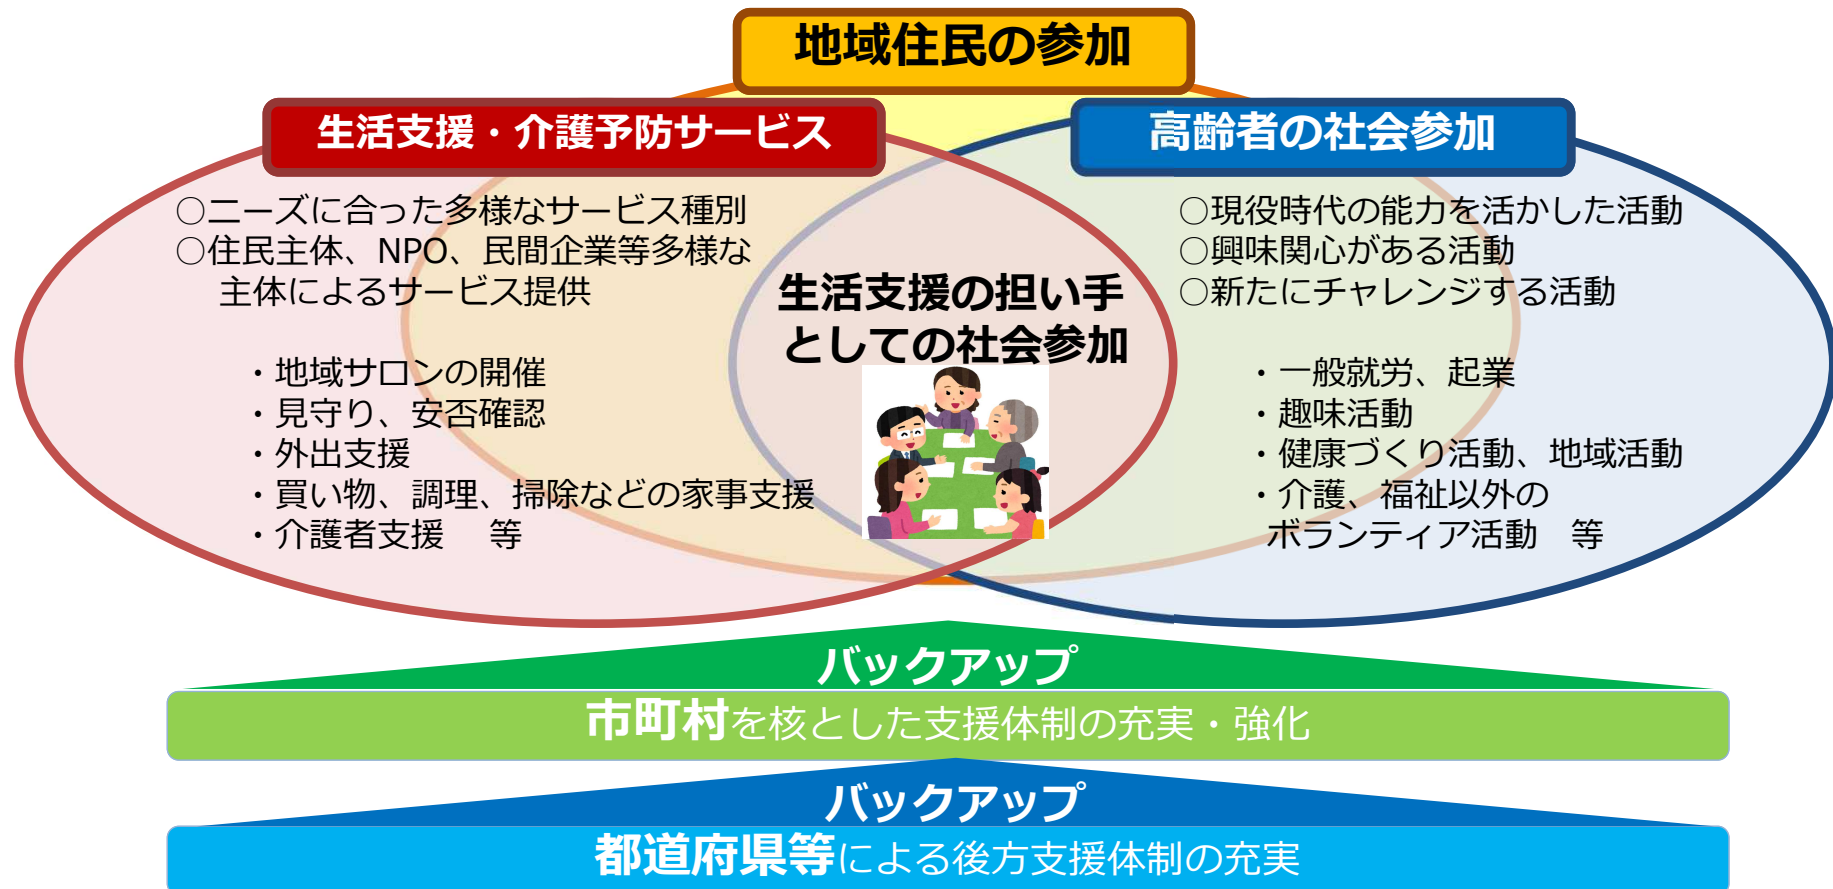 地域住民の参加
生活支援・介護予防サービス
○ニーズに合った多様なサービス種別
○住民主体、NPO、民間企業等多様な
主体によるサービス提供
・地域サロンの開催
・見守り、安否確認
・外出支援
・買い物、調理、掃除などの家事支援
・介護者支援　等
生活支援の担い手
としての社会参加
高齢者の社会参加
○現役時代の能力を活かした活動
○興味関心がある活動
○新たにチャレンジする活動
・一般就労、起業
・趣味活動
・健康づくり活動、地域活動
・介護、福祉以外の
ボランティア活動　等
バックアップ
市町村を核とした支援体制の充実・強化
バックアップ
都道府県等による後方支援体制の充実